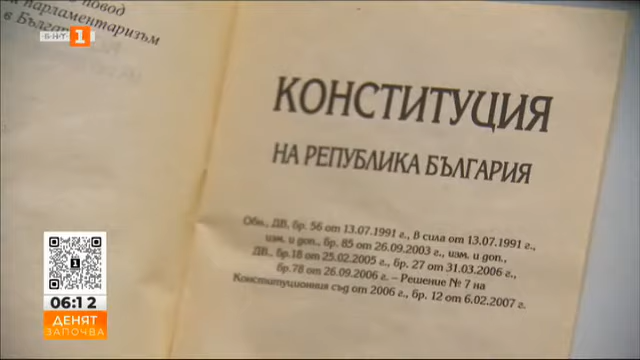 повод
парламентаризъм
в Бълга
БНТ 1
КОНСТИТУЦИЯ
НА РЕПУБЛИКА БЪЛГАРИЯ
Обн., ДВ, бр. 56 от 13.07.1991 г., В сила от 13.07.1991 г.,
изм. и доп., бр. 85 от 26.09.2003 г., изм. и доп.,
ДВ., бр.18 от 25.02.2005 г., бр. 27 от 31.03.2006 г.,
бр.78 от 26.09.2006 г. – Решение № 7 на
Конституционния съд от 2006 г., бр. 12 от 6.02.2007 г.
1
06:12
ДЕНЯТ
ЗАПОЧВА